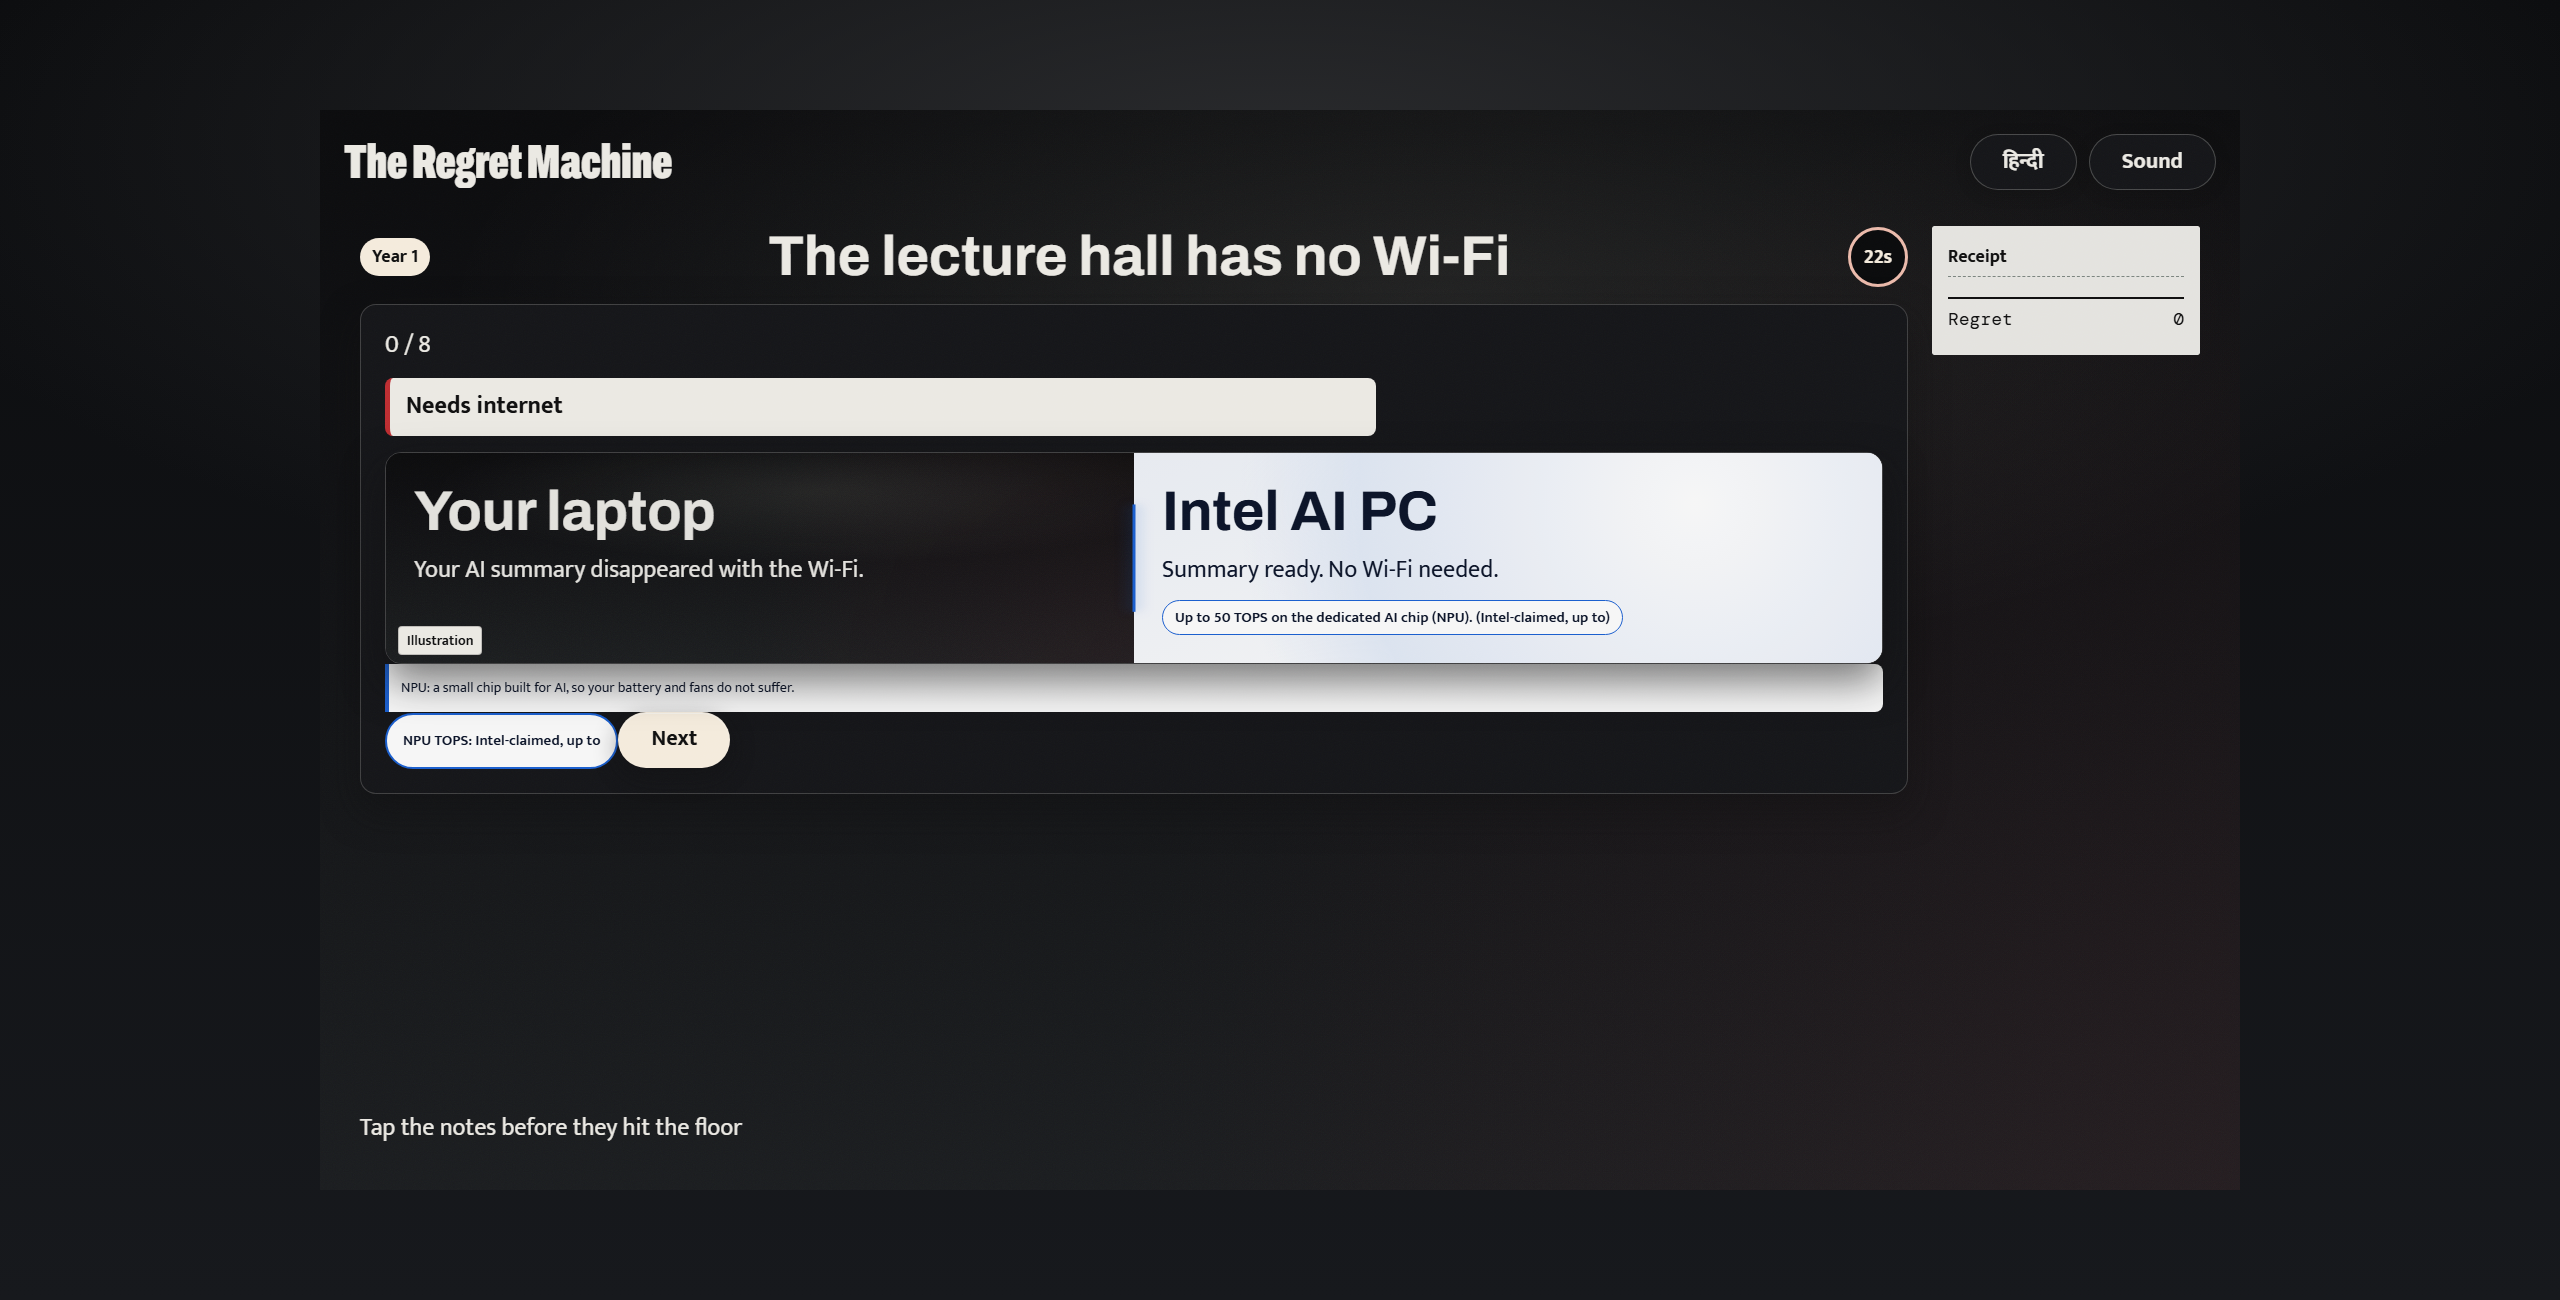 The Regret Machine
हिन्दी
Sound
Year 1
The lecture hall has no Wi-Fi
22s
Receipt
Regret 0
0 / 8
Needs internet
Your laptop
Your AI summary disappeared with the Wi-Fi.
Illustration
Intel AI PC
Summary ready. No Wi-Fi needed.
Up to 50 TOPS on the dedicated AI chip (NPU). (Intel-claimed, up to)
NPU: a small chip built for AI, so your battery and fans do not suffer.
NPU TOPS: Intel-claimed, up to
Next
Tap the notes before they hit the floor